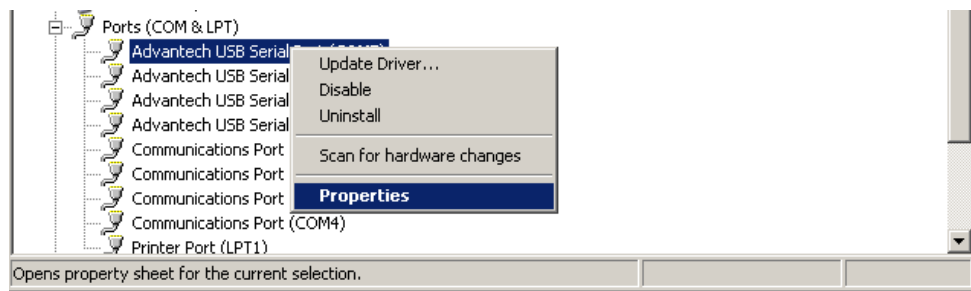 Ports (COM & LPT)
Advantech USB Serial
Advantech USB Serial
Advantech USB Serial
Advantech USB Serial
Communications Port
Communications Port
Communications Port
Communications Port (COM4)
Printer Port (LPT1)
Update Driver...
Disable
Uninstall
Scan for hardware changes
Properties
Opens property sheet for the current selection.